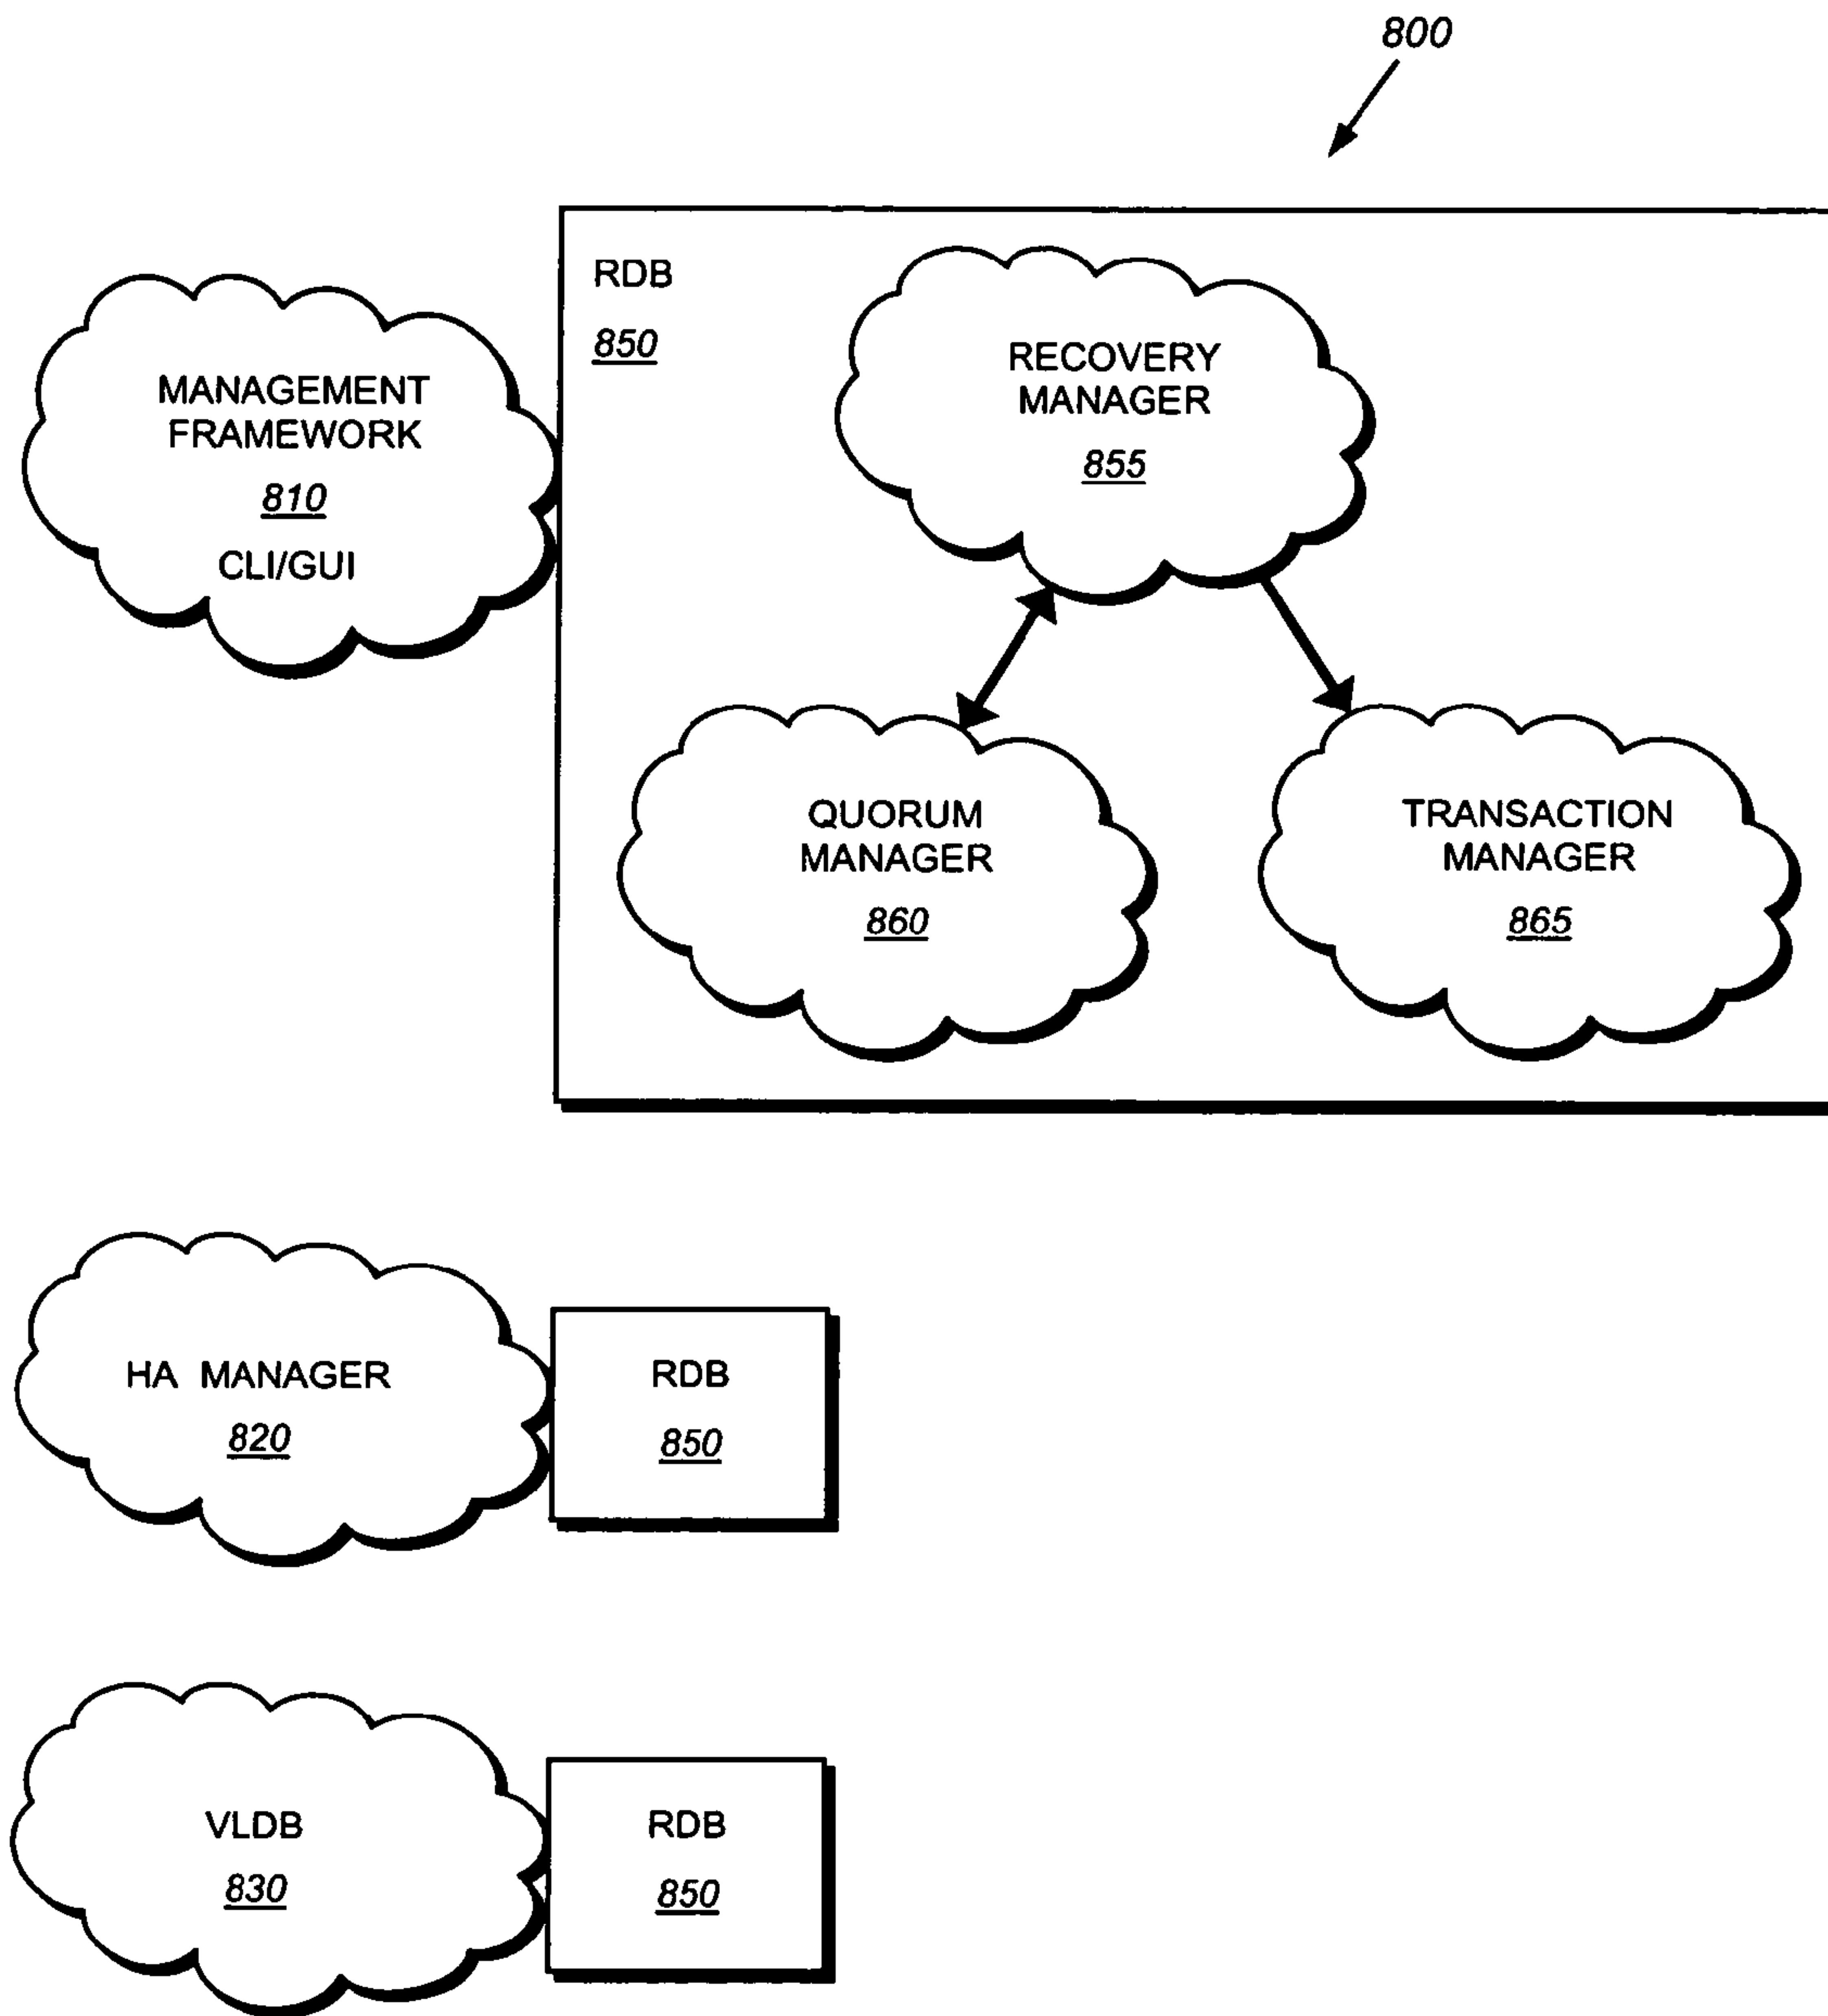 800
RDB
850
RECOVERY
MANAGER
855
MANAGEMENT
FRAMEWORK
810
CLI/GUI
QUORUM
MANAGER
860
TRANSACTION
MANAGER
865
HA MANAGER
820
RDB
850
VLDB
830
RDB
850